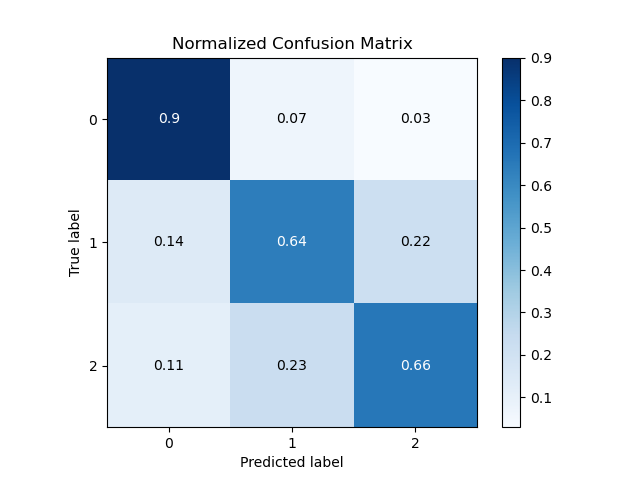 Normalized Confusion Matrix
0.9
0.8
0.7
0.6
0.5
0.4
0.3
0.2
0.1
True label
0
0.9 0.07 0.03
1
0.14 0.64 0.22
2
0.11 0.23 0.66
0 1 2
Predicted label